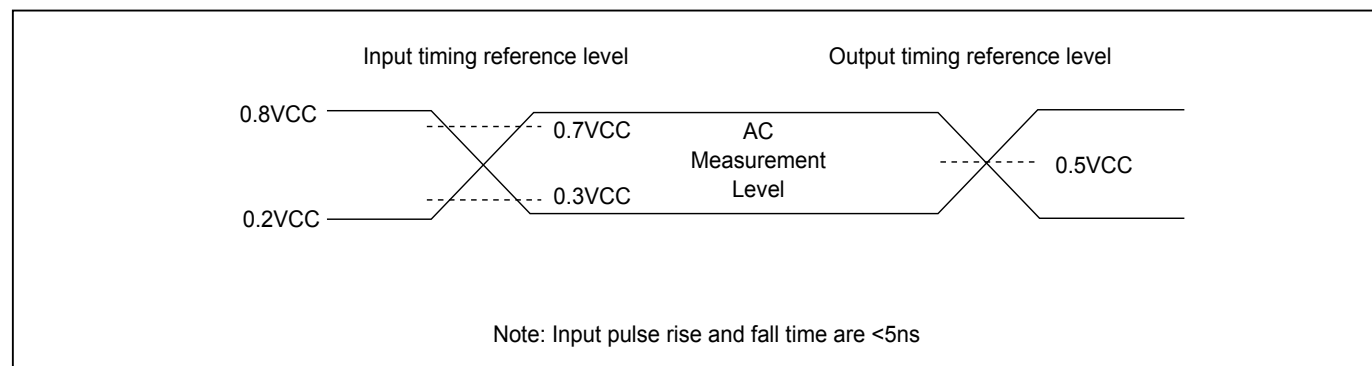 Input timing reference level
Output timing reference level
0.8VCC
0.7VCC
AC
Measurement
Level
0.5VCC
0.3VCC
0.2VCC
Note: Input pulse rise and fall time are <5ns